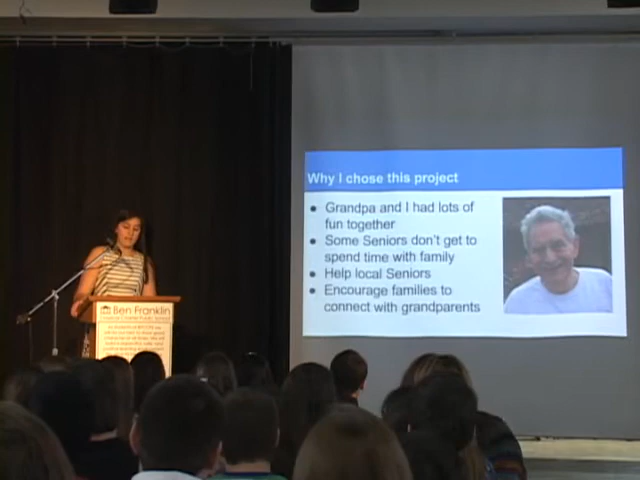 Why I chose this project
● Grandpa and I had lots of
fun together
● Some Seniors don't get to
spend time with family
● Help local Seniors
● Encourage families to
connect with grandparents
Ben Franklin